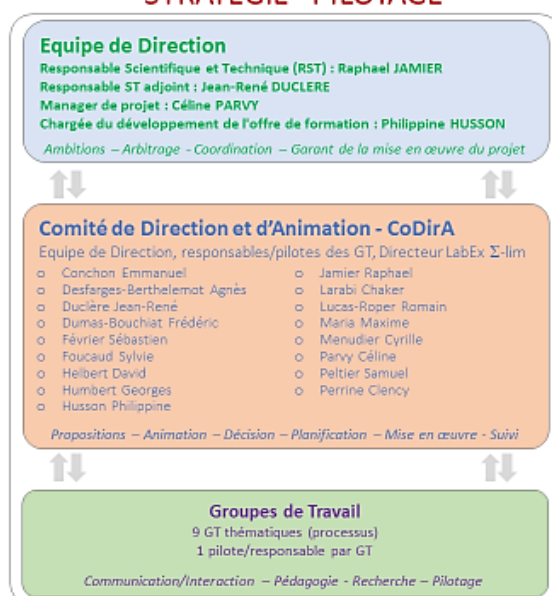 STRATÉGIE - PILOTAGE
Equipe de Direction
Responsable Scientifique et Technique (RST) : Raphael JAMIER
Responsable ST adjoint : Jean-René DUCLERE
Manager de projet : Céline PARVY
Chargée du développement de l'offre de formation : Philippine HUSSON
Ambitions – Arbitrage - Coordination – Garant de la mise en œuvre du projet
Comité de Direction et d'Animation - CoDirA
Equipe de Direction, responsables/pilotes des GT, Directeur LabEx Σ-lim
o Conchon Emmanuel
o Desfarges-Berthelemot Agnès
o Duclère Jean-René
o Dumas-Bouchiat Frédéric
o Février Sébastien
o Foucaud Sylvie
o Helbert David
o Humbert Georges
o Husson Philippine
o Jamier Raphael
o Larabi Chaker
o Lucas-Roper Romain
o Maria Maxime
o Menudier Cyrille
o Parvy Céline
o Peltier Samuel
o Perrine Clency
Propositions – Animation – Décision – Planification – Mise en œuvre - Suivi
Groupes de Travail
9 GT thématiques (processus)
1 pilote/responsable par GT
Communication/Interaction – Pédagogie - Recherche – Pilotage